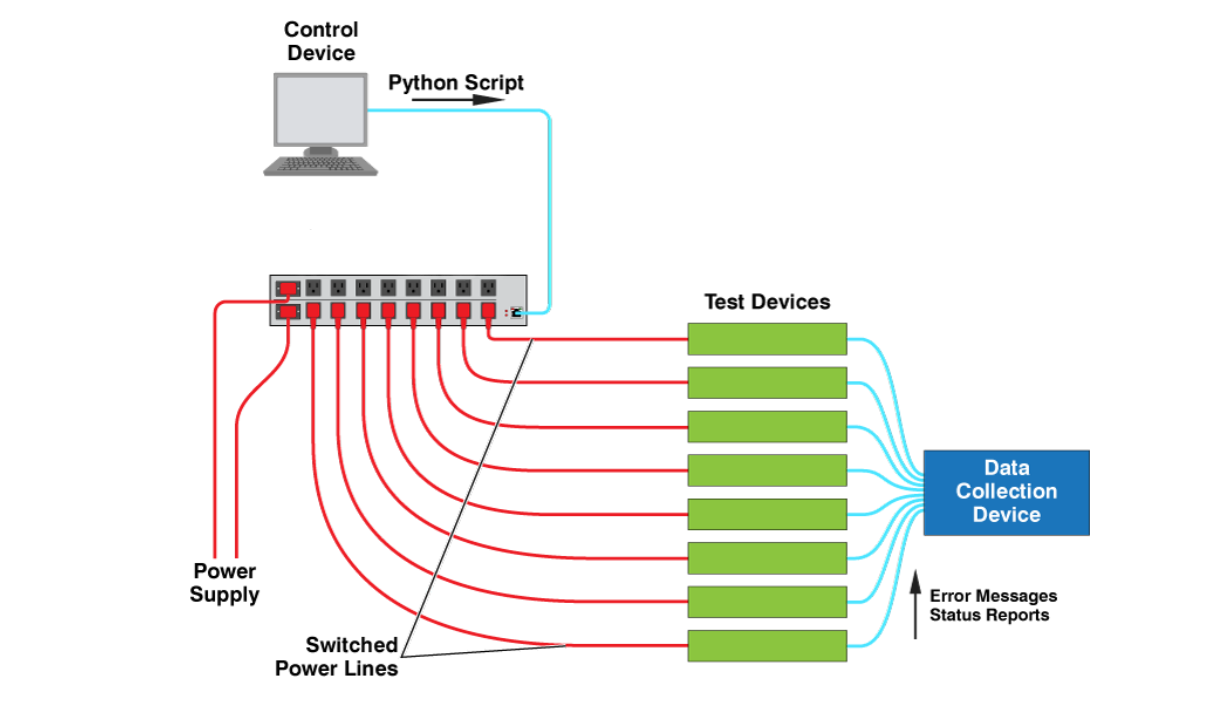 Control
Device
Python Script
Test Devices
Data
Collection
Device
Power
Supply
Error Messages
Status Reports
Switched
Power Lines